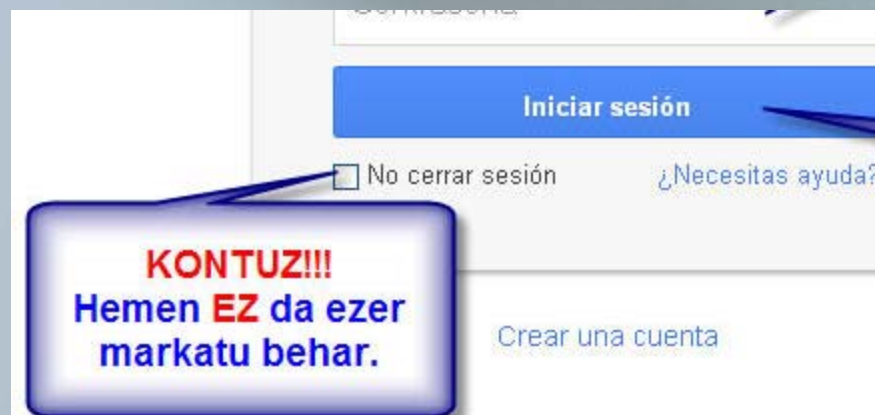 Iniciar sesión
No cerrar sesión ¿Necesitas ayuda?
KONTUZ!!!
Hemen EZ da ezer
markatu behar.
Crear una cuenta